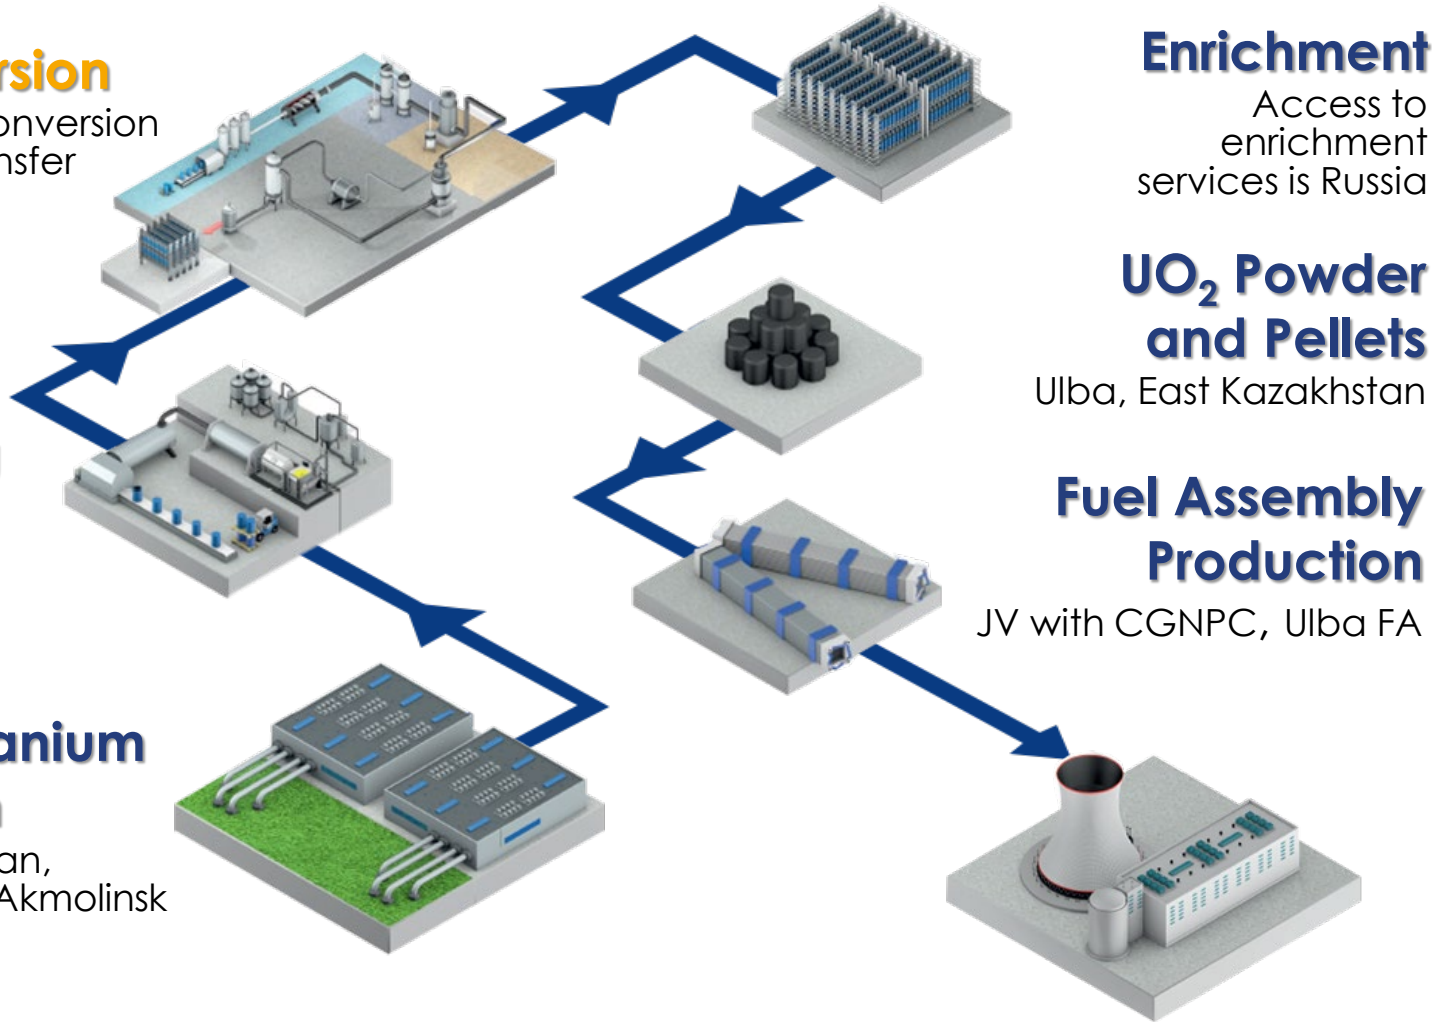 rsion
onversion
nsfer
anium
an,
Akmolinsk
Enrichment
Access to
enrichment
services is Russia
UO₂ Powder
and Pellets
Ulba, East Kazakhstan
Fuel Assembly
Production
JV with CGNPC, Ulba FA